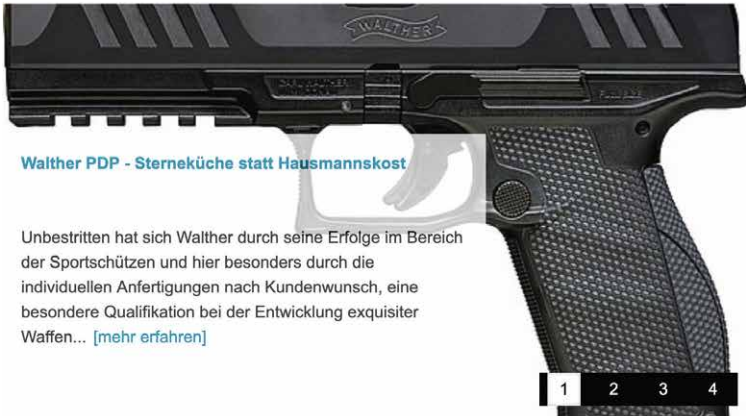 WALTHER
Walther PDP - Sterneküche statt Hausmannskost
Unbestritten hat sich Walther durch seine Erfolge im Bereich
der Sportschützen und hier besonders durch die
individuellen Anfertigungen nach Kundenwunsch, eine
besondere Qualifikation bei der Entwicklung exquisiter
Waffen... [mehr erfahren]
1 2 3 4